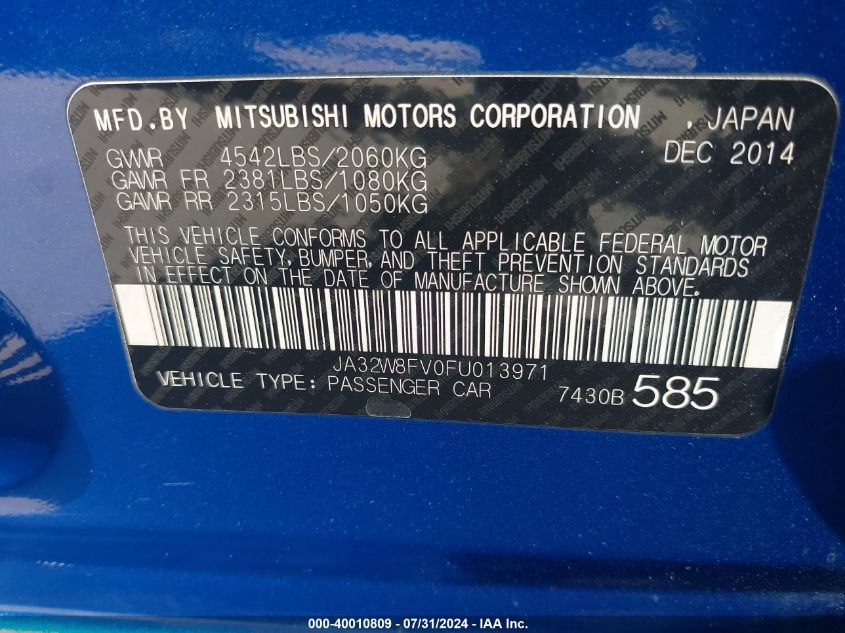 MFD.BY MITSUBISHI MOTORS CORPORATION , JAPAN
GVWR 4542LBS/2060KG DEC 2014
GAWR FR 2381LBS/1080KG
GAWR RR 2315LBS/1050KG
THIS VEHICLE CONFORMS TO ALL APPLICABLE FEDERAL MOTOR
VEHICLE SAFETY, BUMPER, AND THEFT PREVENTION STANDARDS
IN EFFECT ON THE DATE OF MANUFACTURE SHOWN ABOVE.
JA32W8FV0FU013971
VEHICLE TYPE: PASSENGER CAR 7430B 585
000-40010809 - 07/31/2024 - IAA Inc.